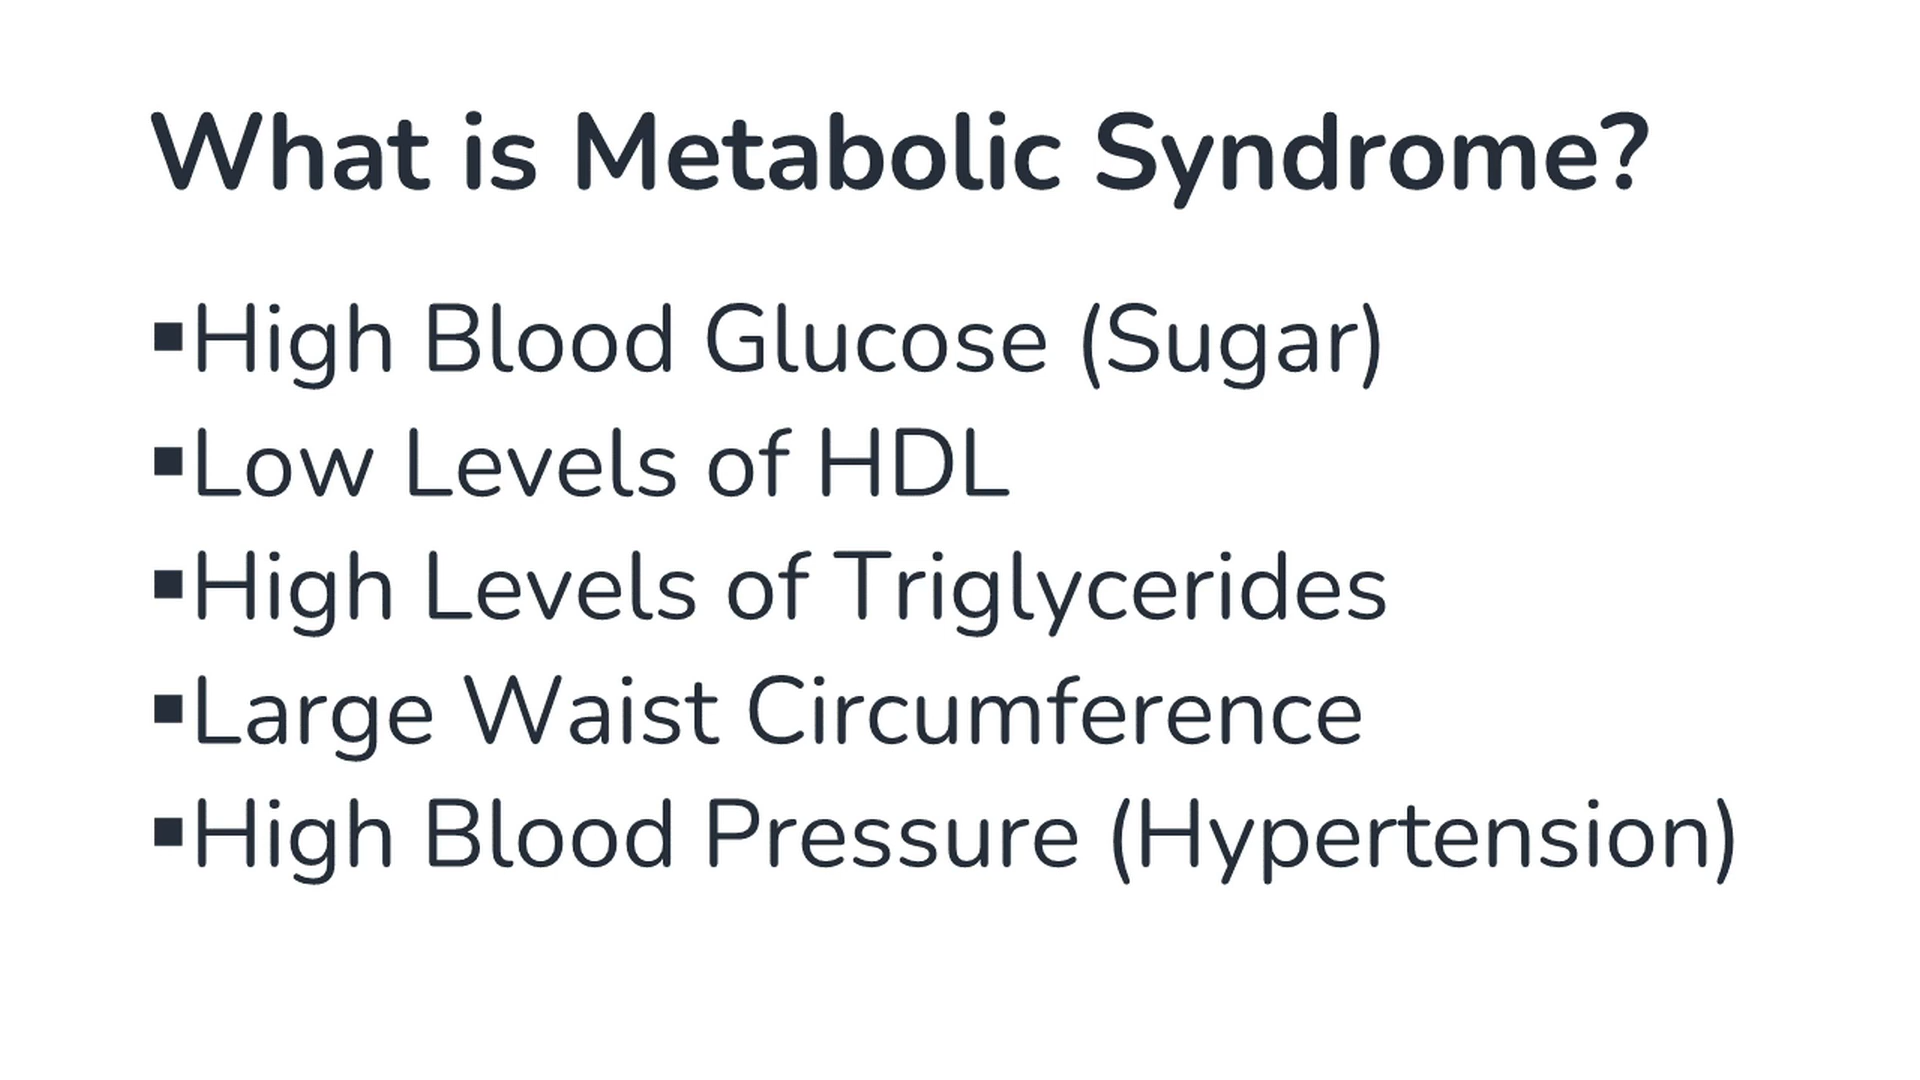 What is Metabolic Syndrome?
▪High Blood Glucose (Sugar)
▪Low Levels of HDL
▪High Levels of Triglycerides
▪Large Waist Circumference
▪High Blood Pressure (Hypertension)